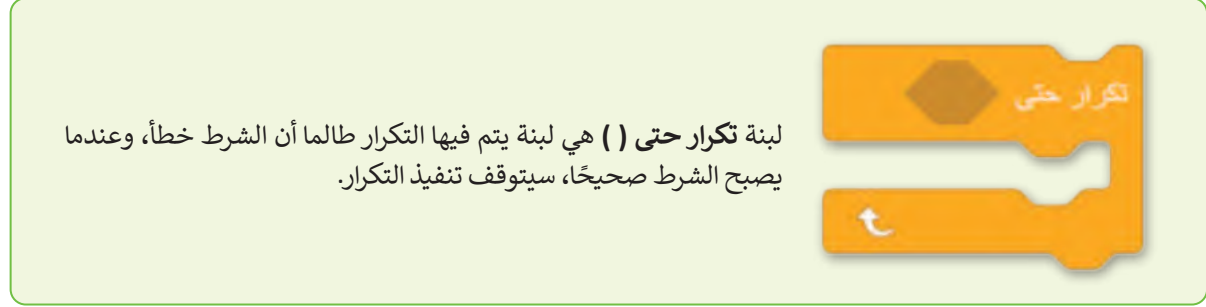 تكرار حتى
لبنة تكرار حتى ( ) هي لبنة يتم فيها التكرار طالما أن الشرط خطأ، وعندما
يصبح الشرط صحيحًا، سيتوقف تنفيذ التكرار.